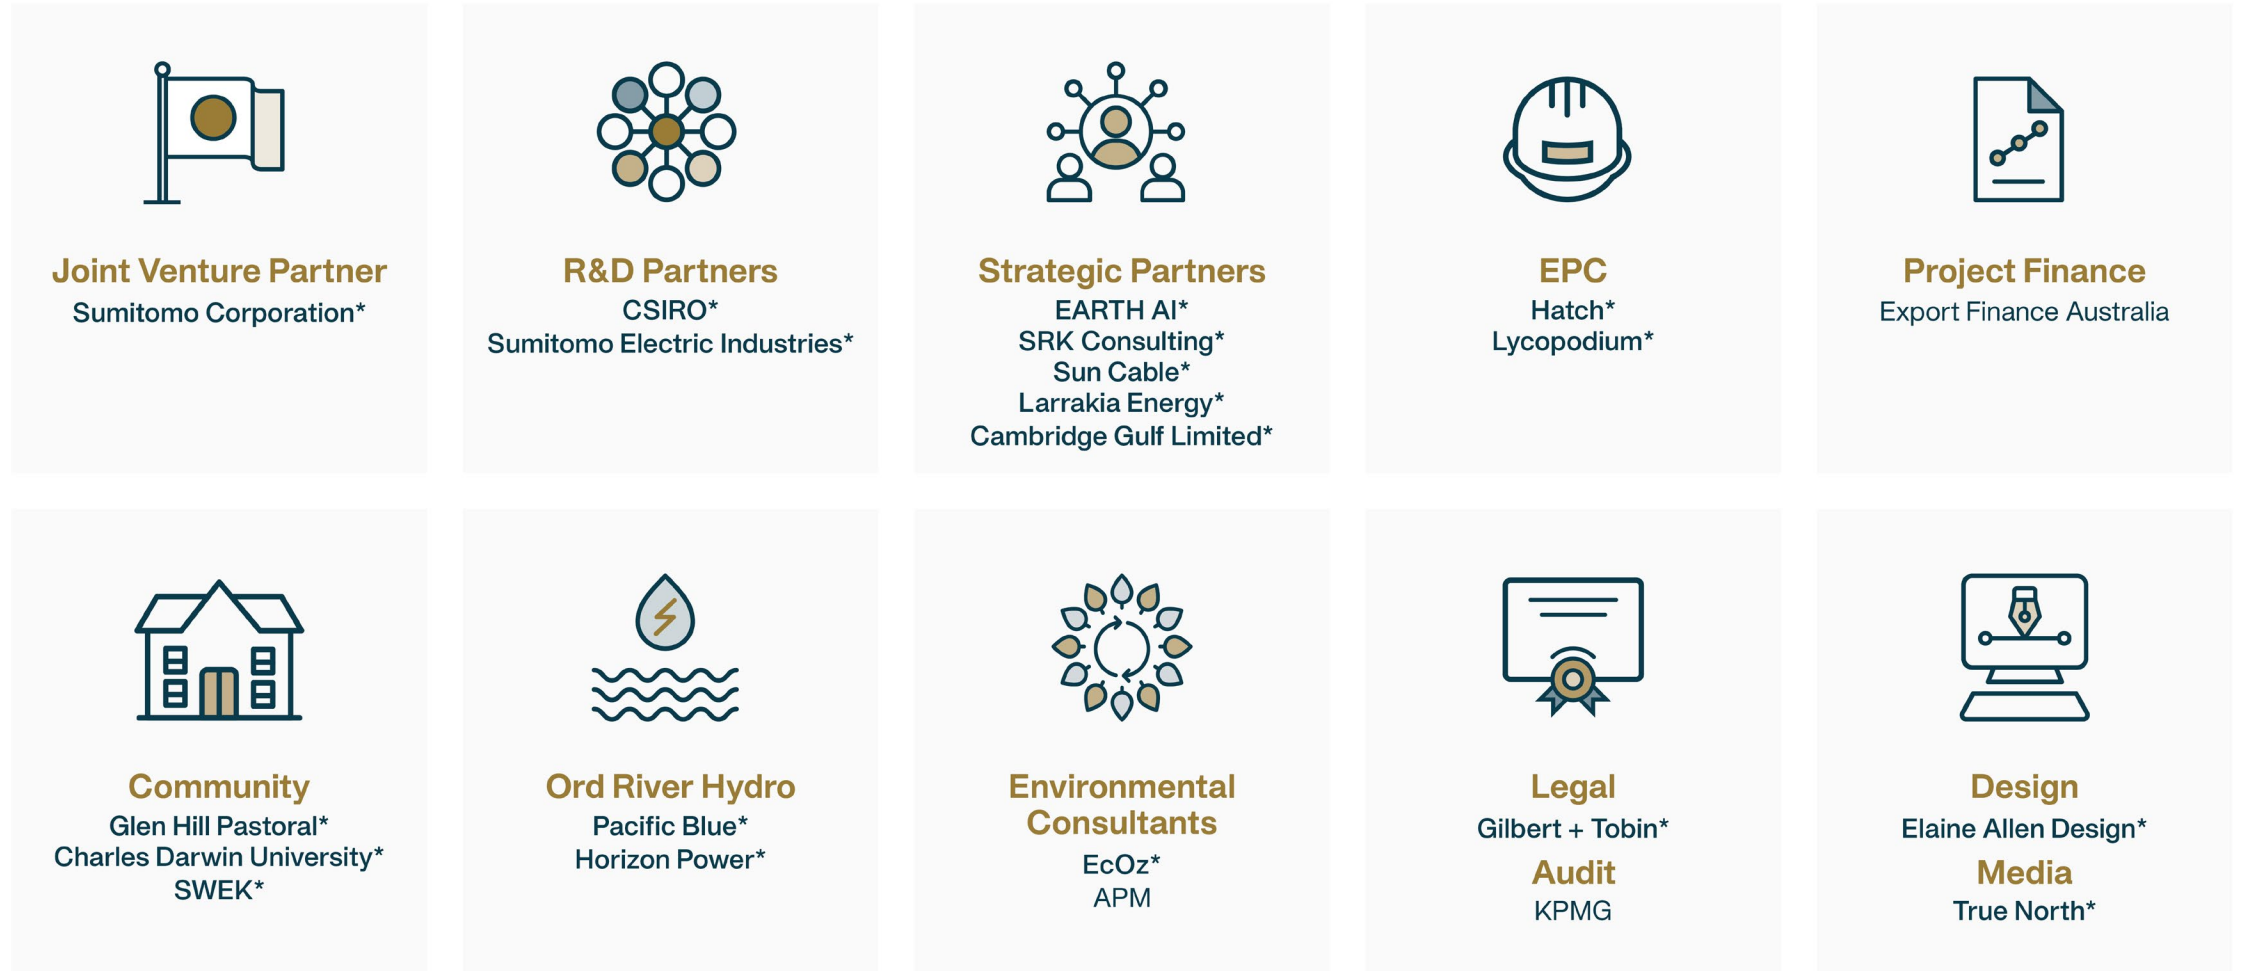 Joint Venture Partner
Sumitomo Corporation*
R&D Partners
CSIRO*
Sumitomo Electric Industries*
Strategic Partners
EARTH AI*
SRK Consulting*
Sun Cable*
Larrakia Energy*
Cambridge Gulf Limited*
EPC
Hatch*
Lycopodium*
Project Finance
Export Finance Australia
Community
Glen Hill Pastoral*
Charles Darwin University*
SWEK*
Ord River Hydro
Pacific Blue*
Horizon Power*
Environmental
Consultants
EcOz*
APM
Legal
Gilbert + Tobin*
Audit
KPMG
Design
Elaine Allen Design*
Media
True North*